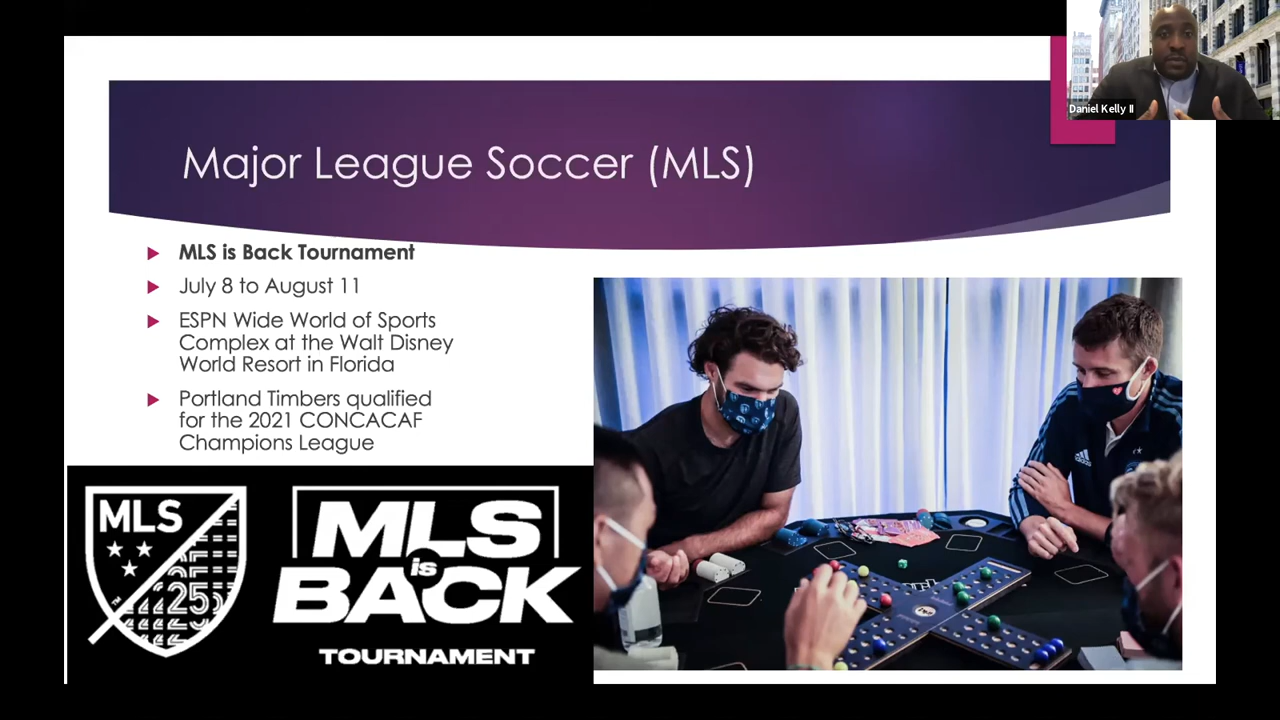 Daniel Kelly II
Major League Soccer (MLS)
MLS is Back Tournament
July 8 to August 11
ESPN Wide World of Sports
Complex at the Walt Disney
World Resort in Florida
Portland Timbers qualified
for the 2021 CONCACAF
Champions League
MLS
25
MLS
is
BACK
TOURNAMENT